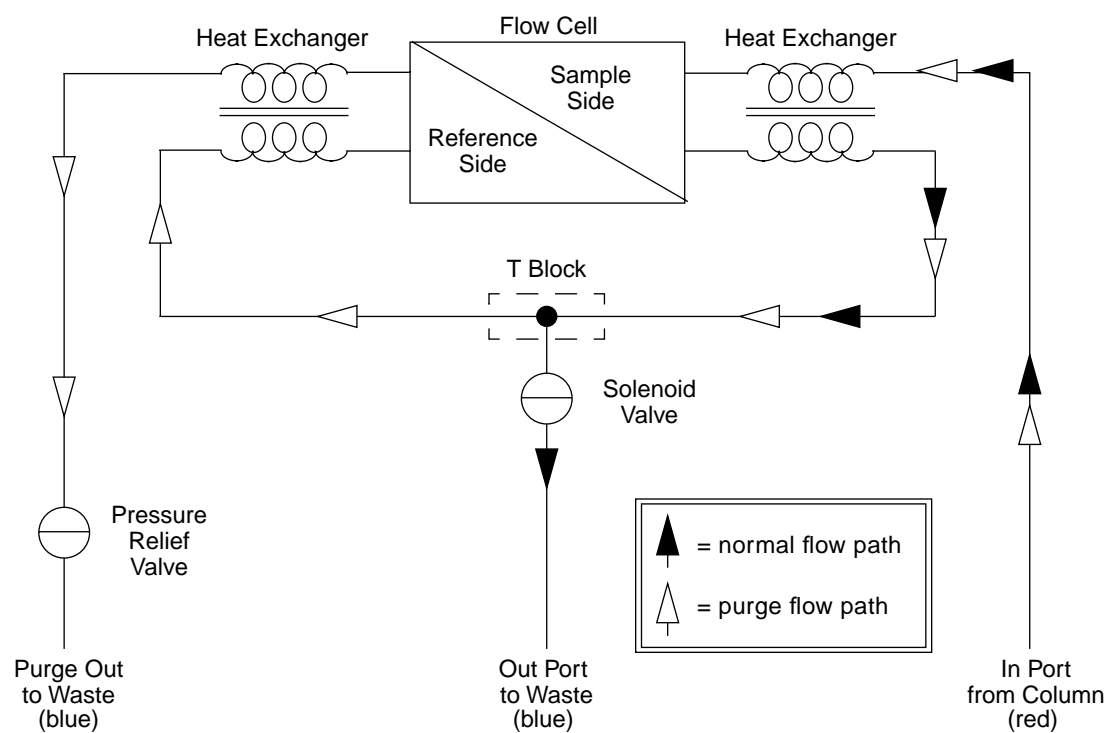 Flow Cell
Heat Exchanger
Heat Exchanger
Sample
Side
Reference
Side
T Block
Solenoid
Valve
Pressure
Relief
Valve
= normal flow path
= purge flow path
Purge Out
to Waste
(blue)
Out Port
to Waste
(blue)
In Port
from Column
(red)